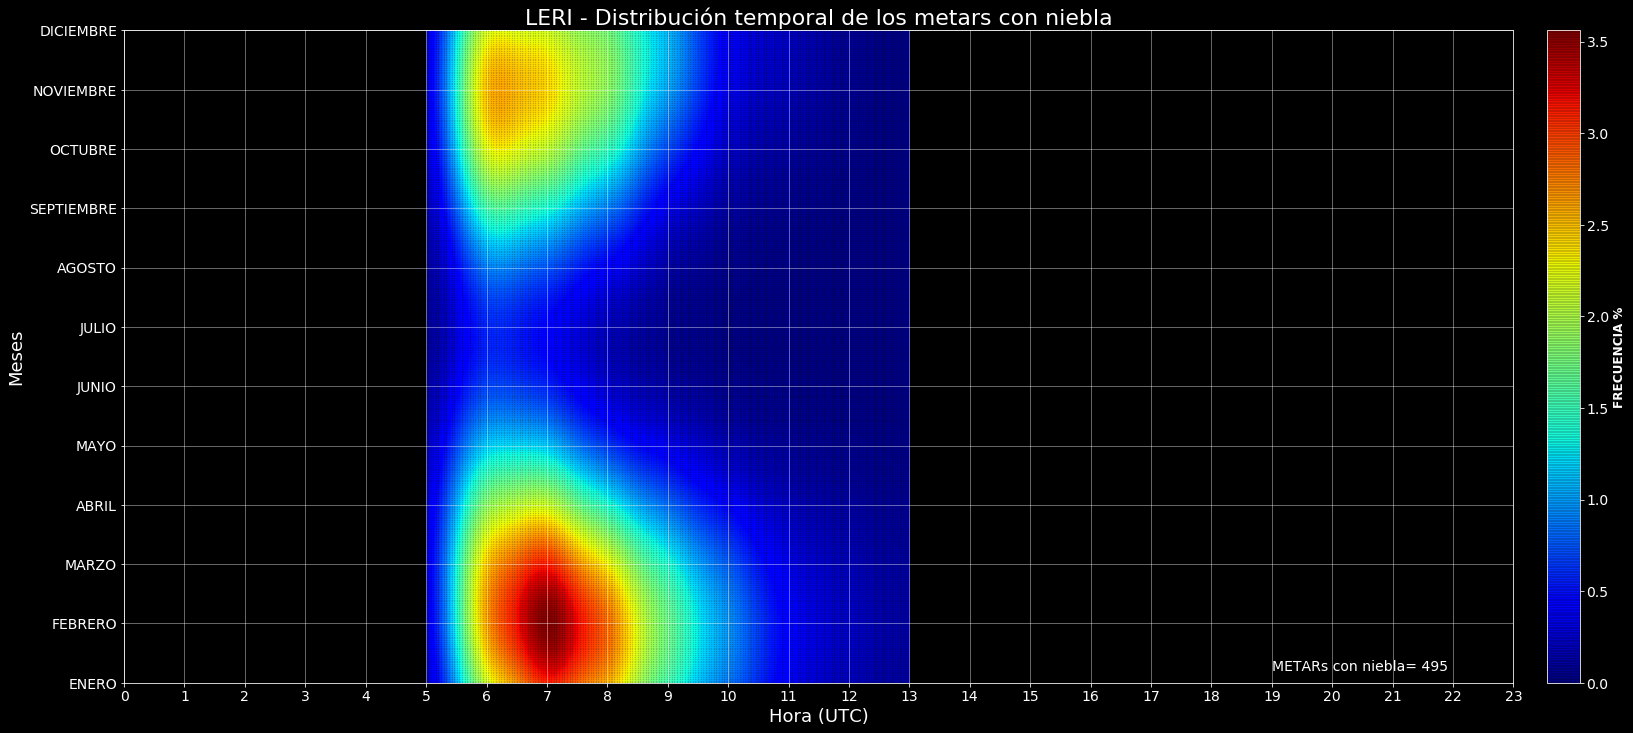 LERI - Distribución temporal de los metars con niebla
DICIEMBRE
NOVIEMBRE
OCTUBRE
SEPTIEMBRE
AGOSTO
JULIO
JUNIO
MAYO
ABRIL
MARZO
FEBRERO
ENERO
Meses
METARs con niebla= 495
0 1 2 3 4 5 6 7 8 9 10 11 12 13 14 15 16 17 18 19 20 21 22 23
Hora (UTC)
3.5
3.0
2.5
2.0
1.5
1.0
0.5
0.0
FRECUENCIA %